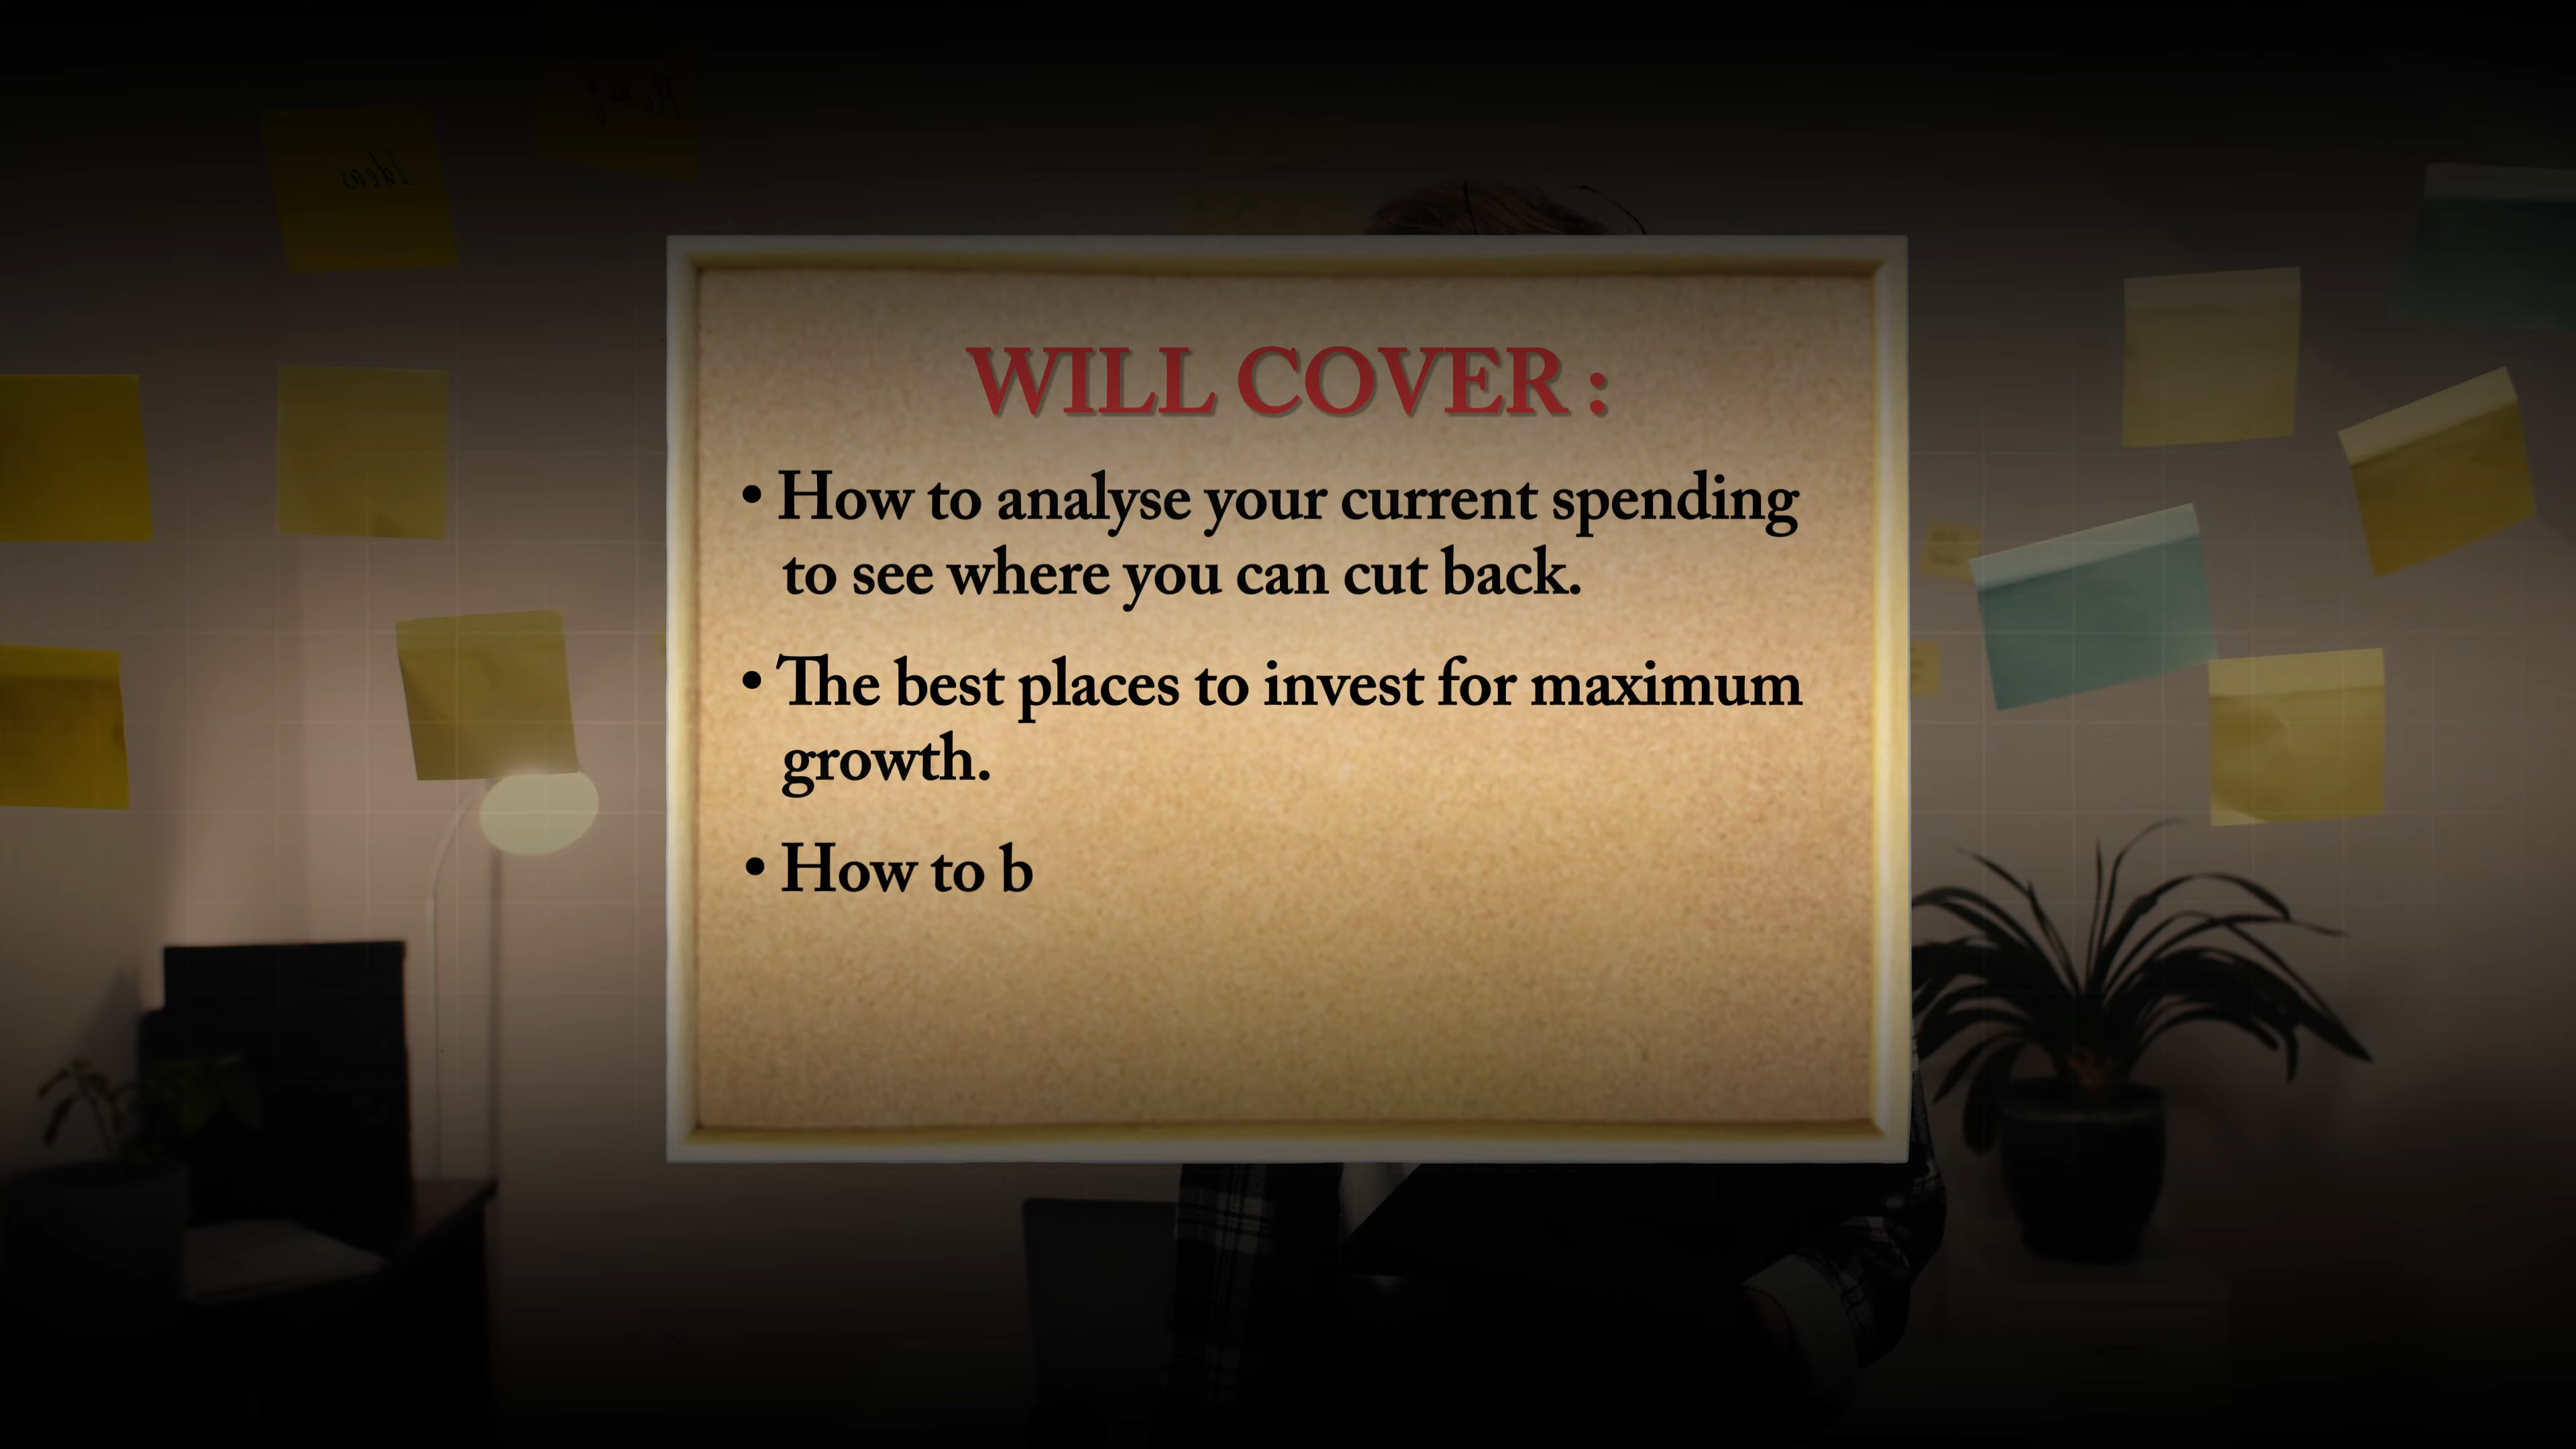 Ideas
WILL COVER :
• How to analyse your current spending
to see where you can cut back.
• The best places to invest for maximum
growth.
• How to b